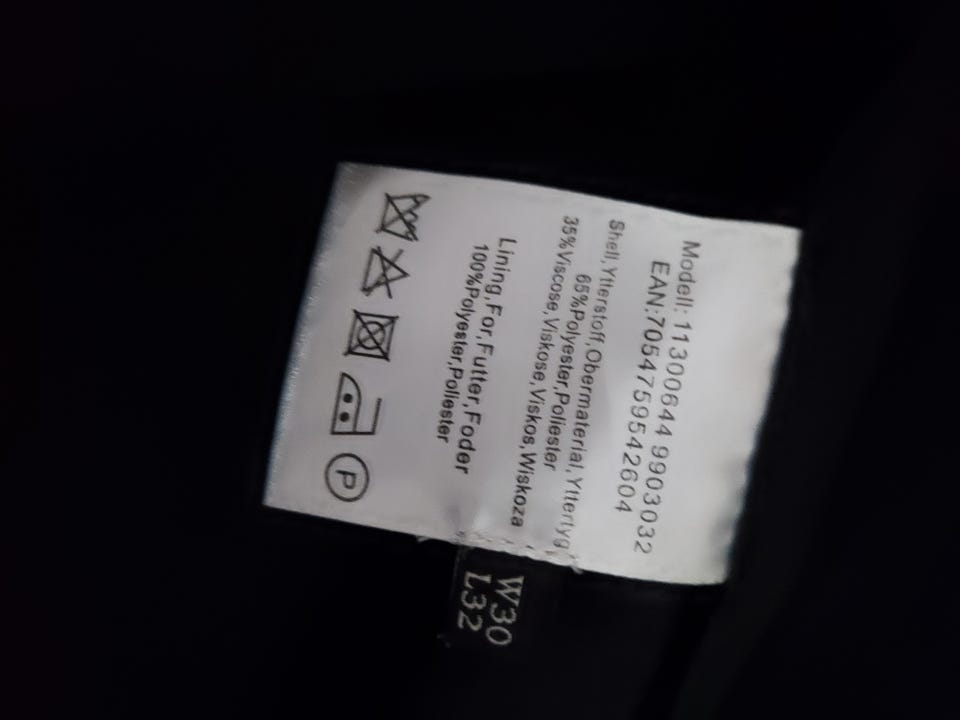 Modell: 11300644 9903032
EAN:7054759542604
Shell,Ytterstoff,Obermaterial,Yttertyg
65%Polyester,Poliester
35%Viscose,Viskose,Viskos,Wiskoza
Lining,For,Futter,Foder
100%Polyester,Poliester
P
W30
L32